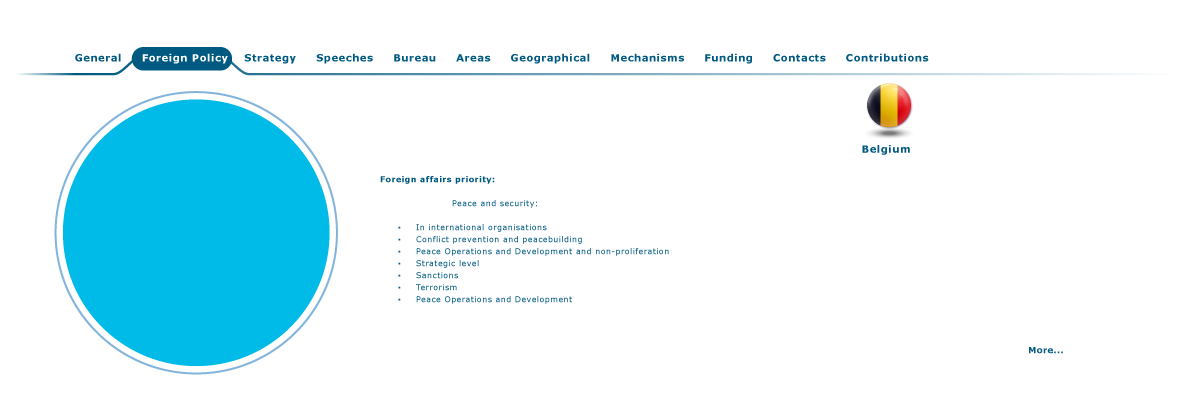 General Foreign Policy Strategy Speeches Bureau Areas Geographical Mechanisms Funding Contacts Contributions
Belgium
Foreign affairs priority:
Peace and security:
• In international organisations
• Conflict prevention and peacebuilding
• Peace Operations and Development and non-proliferation
• Strategic level
• Sanctions
• Terrorism
• Peace Operations and Development
More...